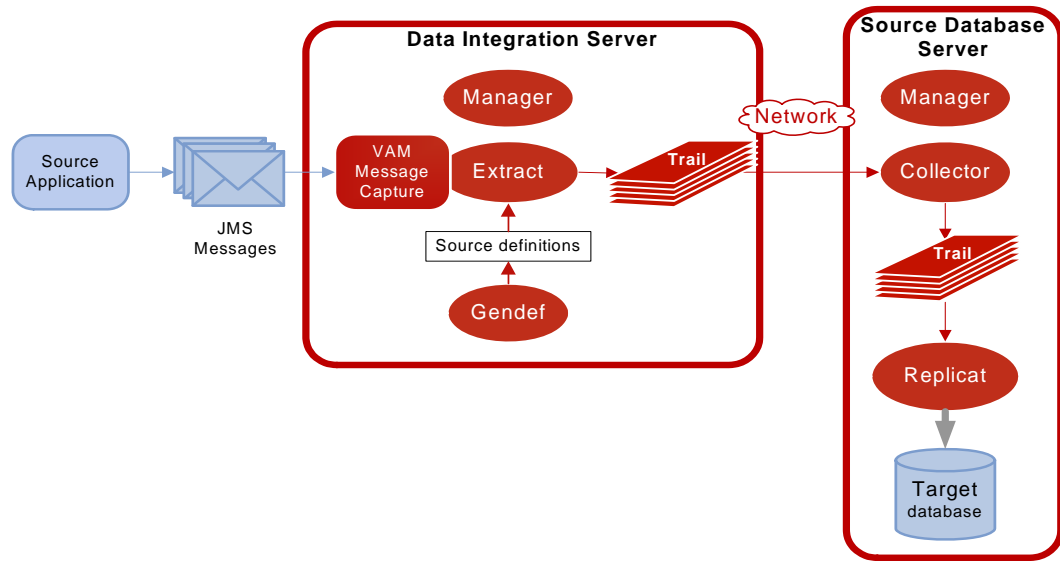 Data Integration Server
Source Database
Server
Manager
Manager
Network
Source
Application
JMS
Messages
VAM
Message
Capture
Extract
Trail
Collector
Source definitions
Gendef
Trail
Replicat
Target
database